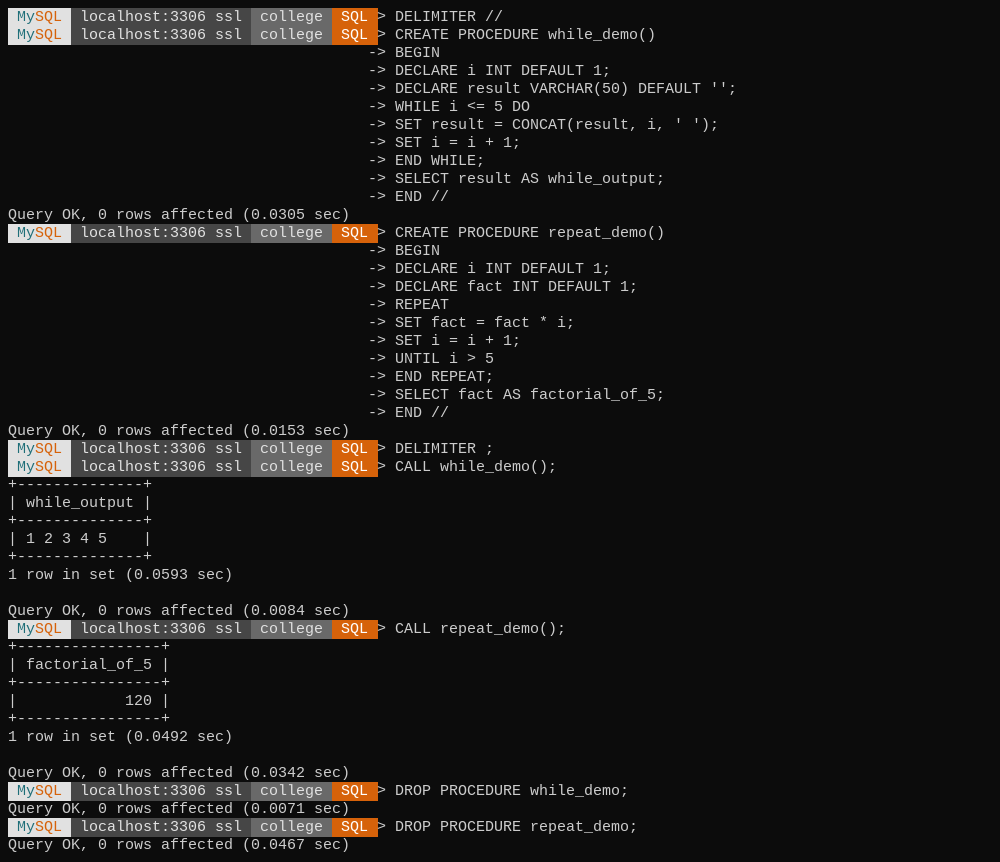 MySQL localhost:3306 ssl college SQL > DELIMITER //
MySQL localhost:3306 ssl college SQL > CREATE PROCEDURE while_demo()
-> BEGIN
-> DECLARE i INT DEFAULT 1;
-> DECLARE result VARCHAR(50) DEFAULT '';
-> WHILE i <= 5 DO
-> SET result = CONCAT(result, i, ' ');
-> SET i = i + 1;
-> END WHILE;
-> SELECT result AS while_output;
-> END //
Query OK, 0 rows affected (0.0305 sec)
MySQL localhost:3306 ssl college SQL > CREATE PROCEDURE repeat_demo()
-> BEGIN
-> DECLARE i INT DEFAULT 1;
-> DECLARE fact INT DEFAULT 1;
-> REPEAT
-> SET fact = fact * i;
-> SET i = i + 1;
-> UNTIL i > 5
-> END REPEAT;
-> SELECT fact AS factorial_of_5;
-> END //
Query OK, 0 rows affected (0.0153 sec)
MySQL localhost:3306 ssl college SQL > DELIMITER ;
MySQL localhost:3306 ssl college SQL > CALL while_demo();
+--------------+
| while_output |
+--------------+
| 1 2 3 4 5    |
+--------------+
1 row in set (0.0593 sec)

Query OK, 0 rows affected (0.0084 sec)
MySQL localhost:3306 ssl college SQL > CALL repeat_demo();
+----------------+
| factorial_of_5 |
+----------------+
|            120 |
+----------------+
1 row in set (0.0492 sec)

Query OK, 0 rows affected (0.0342 sec)
MySQL localhost:3306 ssl college SQL > DROP PROCEDURE while_demo;
Query OK, 0 rows affected (0.0071 sec)
MySQL localhost:3306 ssl college SQL > DROP PROCEDURE repeat_demo;
Query OK, 0 rows affected (0.0467 sec)